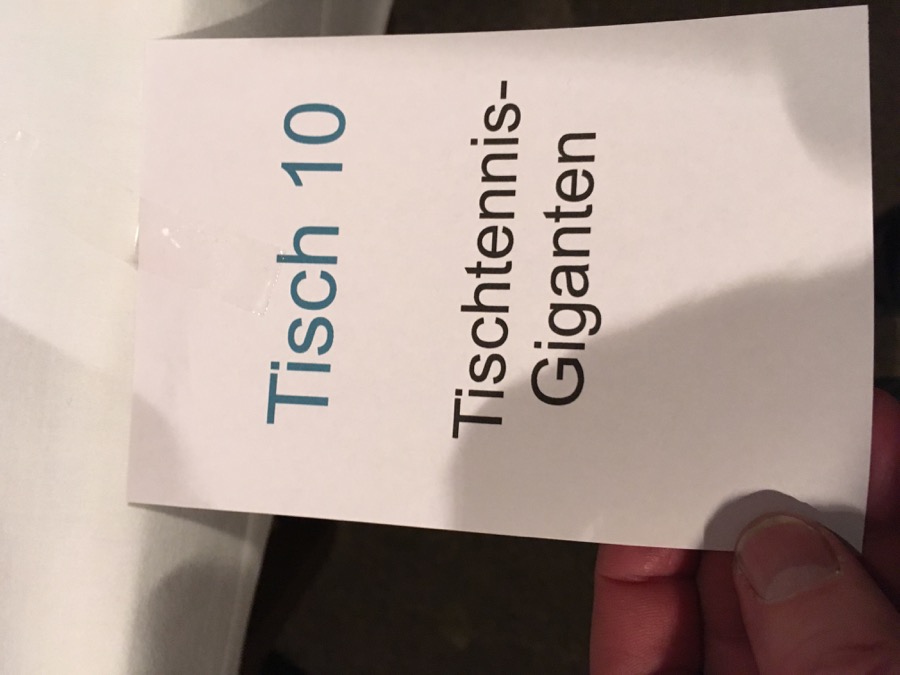 Tisch 10
Tischtennis-
Giganten